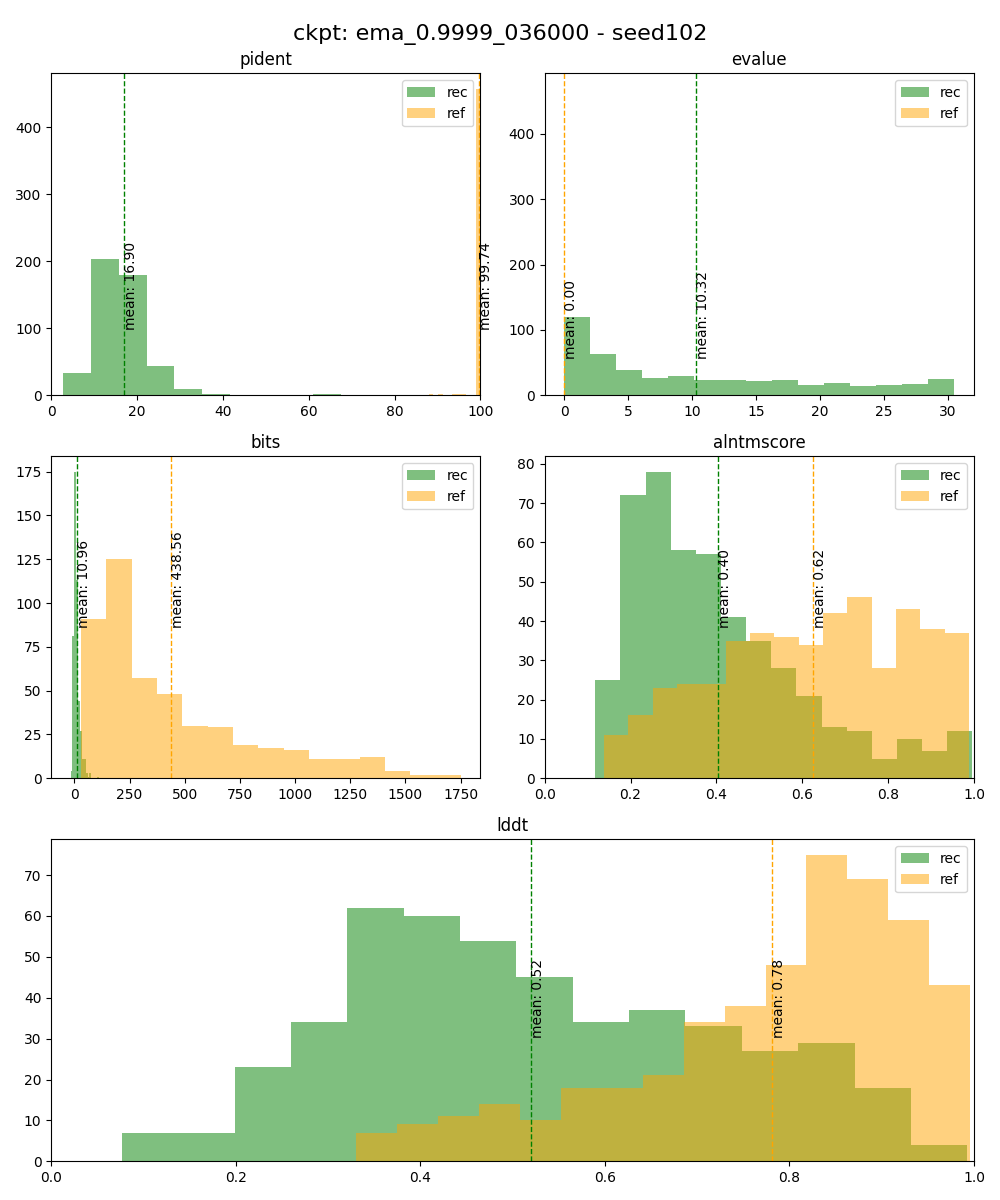 ckpt: ema_0.9999_036000 - seed102
pident
rec
ref
mean: 16.90
mean: 99.74
400
300
200
100
0
0 20 40 60 80 100
evalue
rec
ref
mean: 0.00
mean: 10.32
400
300
200
100
0
0 5 10 15 20 25 30
bits
rec
ref
mean: 10.96
mean: 438.56
175
150
125
100
75
50
25
0
0 250 500 750 1000 1250 1500 1750
alntmscore
rec
ref
mean: 0.40
mean: 0.62
80
70
60
50
40
30
20
10
0
0.0 0.2 0.4 0.6 0.8 1.0
lddt
rec
ref
mean: 0.52
mean: 0.78
70
60
50
40
30
20
10
0
0.0 0.2 0.4 0.6 0.8 1.0